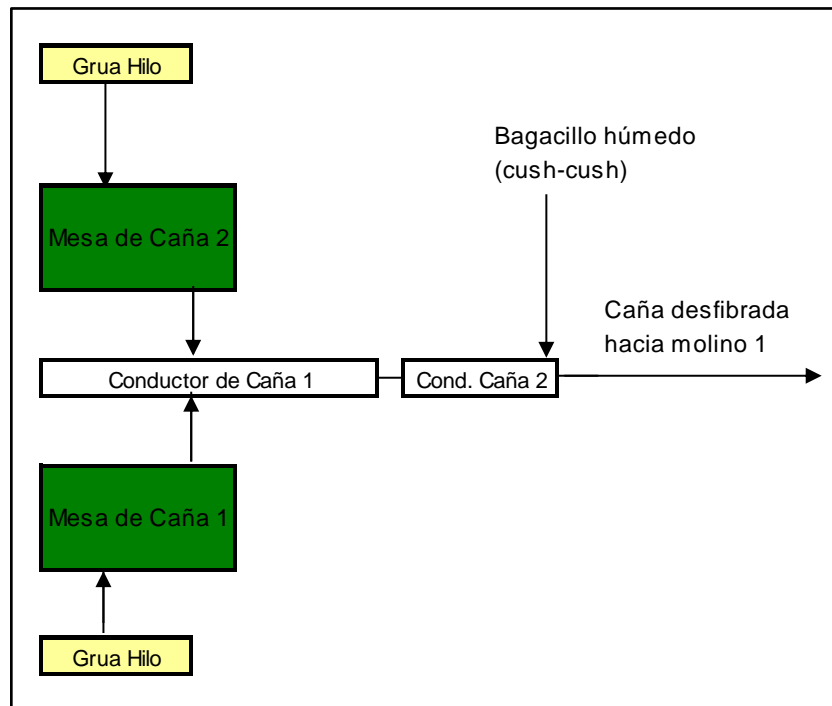 Grua Hilo
Bagacillo húmedo
(cush-cush)
Mesa de Caña 2
Caña desfibrada
hacia molino 1
Conductor de Caña 1
Cond. Caña 2
Mesa de Caña 1
Grua Hilo